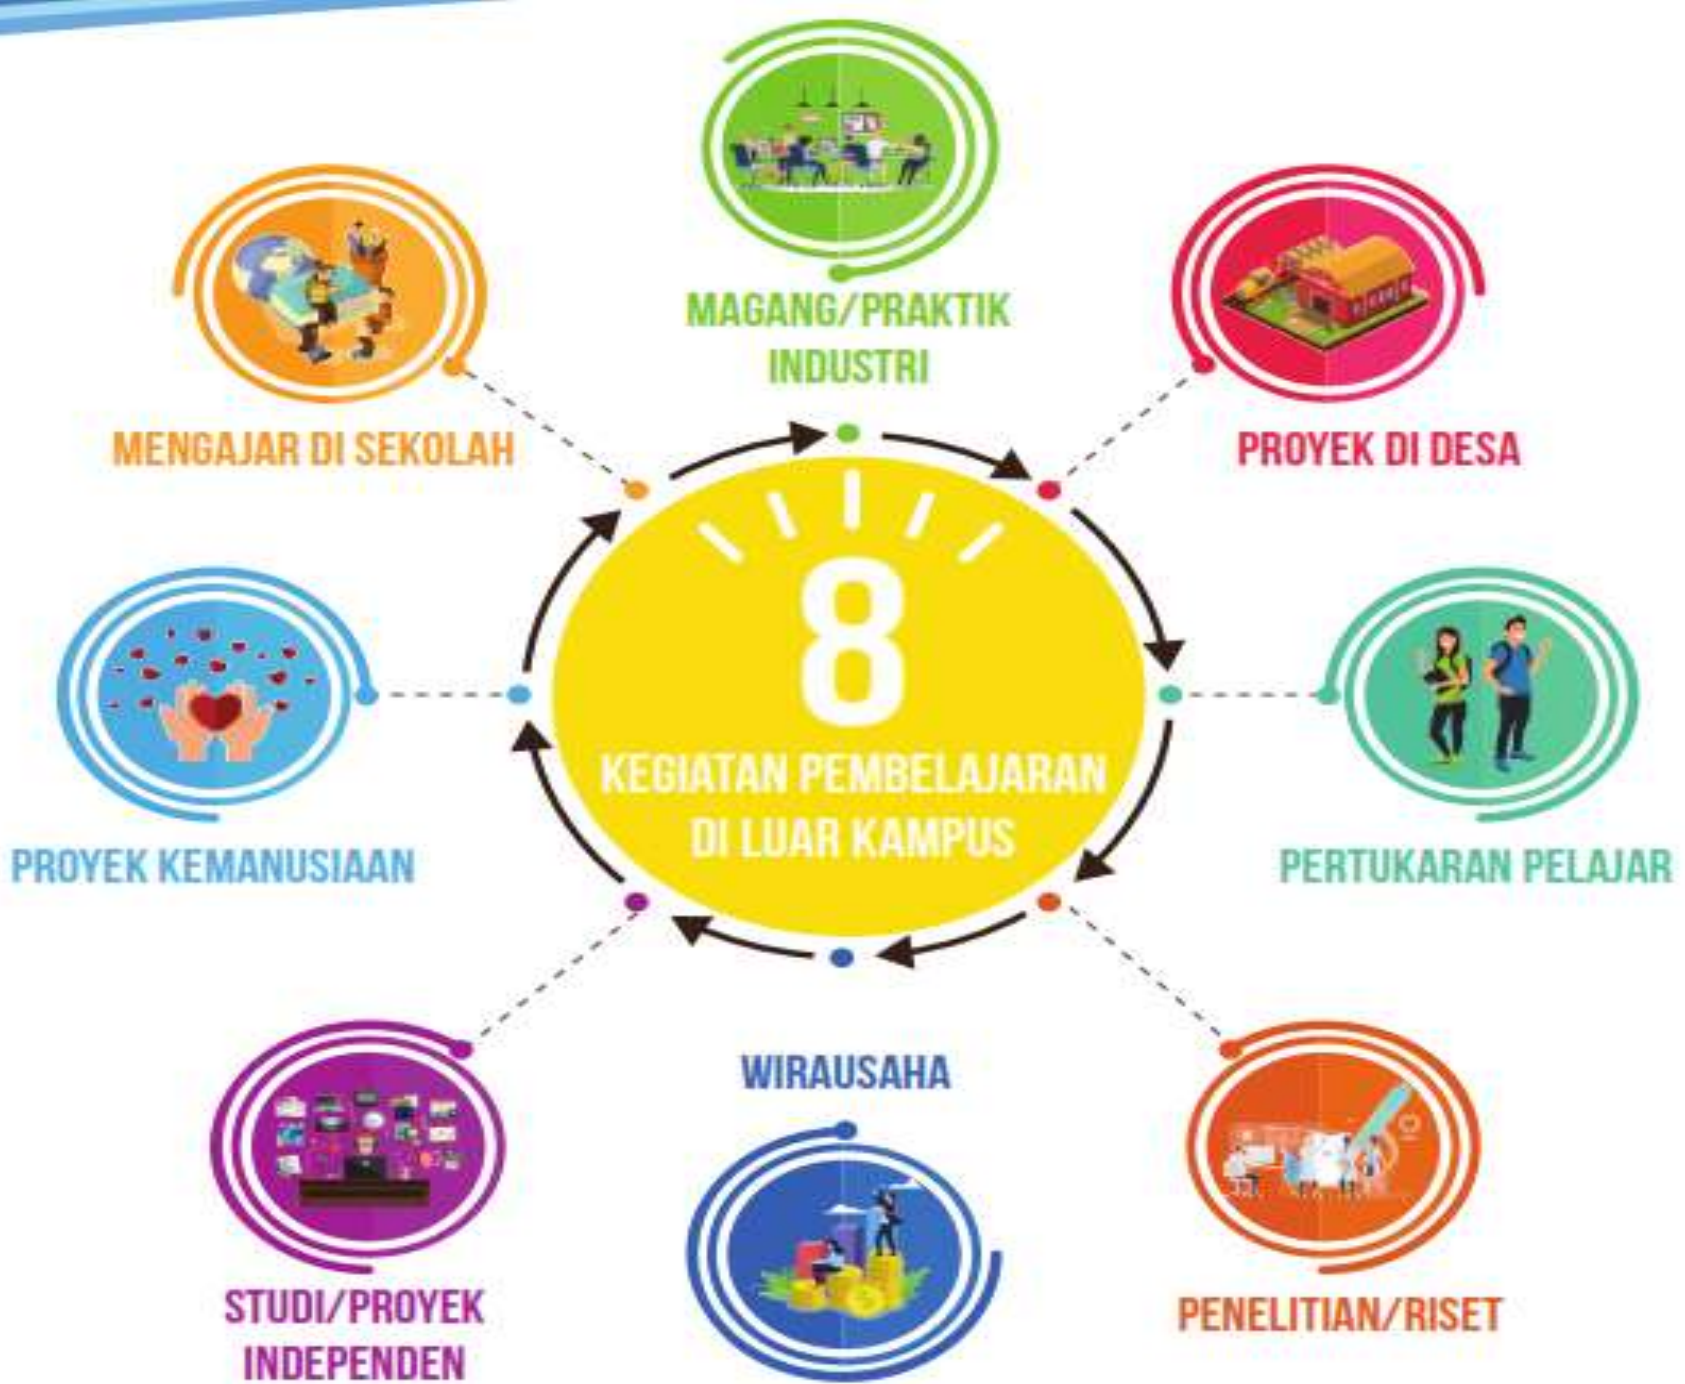 MAGANG/PRAKTIK
INDUSTRI
MENGAJAR DI SEKOLAH
PROYEK DI DESA
8
KEGIATAN PEMBELAJARAN
DI LUAR KAMPUS
PROYEK KEMANUSIAAN
PERTUKARAN PELAJAR
WIRAUSAHA
STUDI/PROYEK
INDEPENDEN
PENELITIAN/RISET